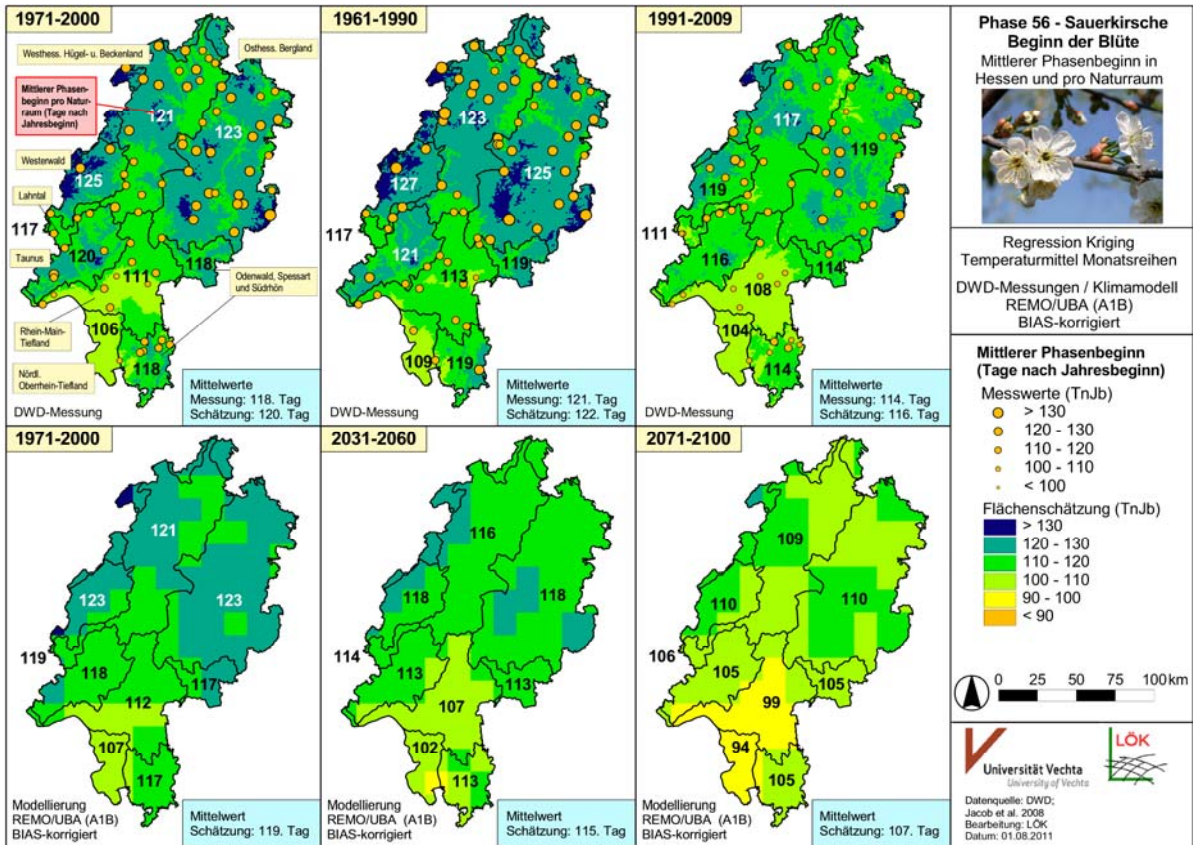 1971-2000
Westhess. Hügel- u. Beckenland
Osthess. Bergland
Mittlerer Phasen-
beginn pro Natur-
raum (Tage nach
Jahresbeginn)
121
123
Westerwald
125
Lahntal
117
Taunus
120
111
118
Odenwald, Spessart
und Südrhön
Rhein-Main-
Tiefland
106
118
Nördl.
Oberrhein-Tiefland
DWD-Messung
Mittelwerte
Messung: 118. Tag
Schätzung: 120. Tag
1961-1990
123
125
127
117
121
113
119
109
119
DWD-Messung
Mittelwerte
Messung: 121. Tag
Schätzung: 122. Tag
1991-2009
117
119
119
111
116
114
108
104
114
Mittelwerte
Messung: 114. Tag
Schätzung: 116. Tag
Phase 56 - Sauerkirsche
Beginn der Blüte
Mittlerer Phasenbeginn in
Hessen und pro Naturraum
Regression Kriging
Temperaturmittel Monatsreihen
DWD-Messungen / Klimamodell
REMO/UBA (A1B)
BIAS-korrigiert
Mittlerer Phasenbeginn
(Tage nach Jahresbeginn)
Messwerte (TnJb)
> 130
120 - 130
110 - 120
100 - 110
< 100
Flächenschätzung (TnJb)
> 130
120 - 130
110 - 120
100 - 110
90 - 100
< 90
0 25 50 75 100 km
1971-2000
121
123
123
119
118
117
112
107
117
Modellierung
REMO/UBA (A1B)
BIAS-korrigiert
Mittelwert
Schätzung: 119. Tag
2031-2060
116
118
118
114
113
113
107
102
113
Modellierung
REMO/UBA (A1B)
BIAS-korrigiert
Mittelwert
Schätzung: 115. Tag
2071-2100
109
110
110
106
105
105
99
94
105
Modellierung
REMO/UBA (A1B)
BIAS-korrigiert
Mittelwert
Schätzung: 107. Tag
Universität Vechta
University of Vechta
LÖK
Datenquelle: DWD;
Jacob et al. 2008
Bearbeitung: LÖK
Datum: 01.08.2011